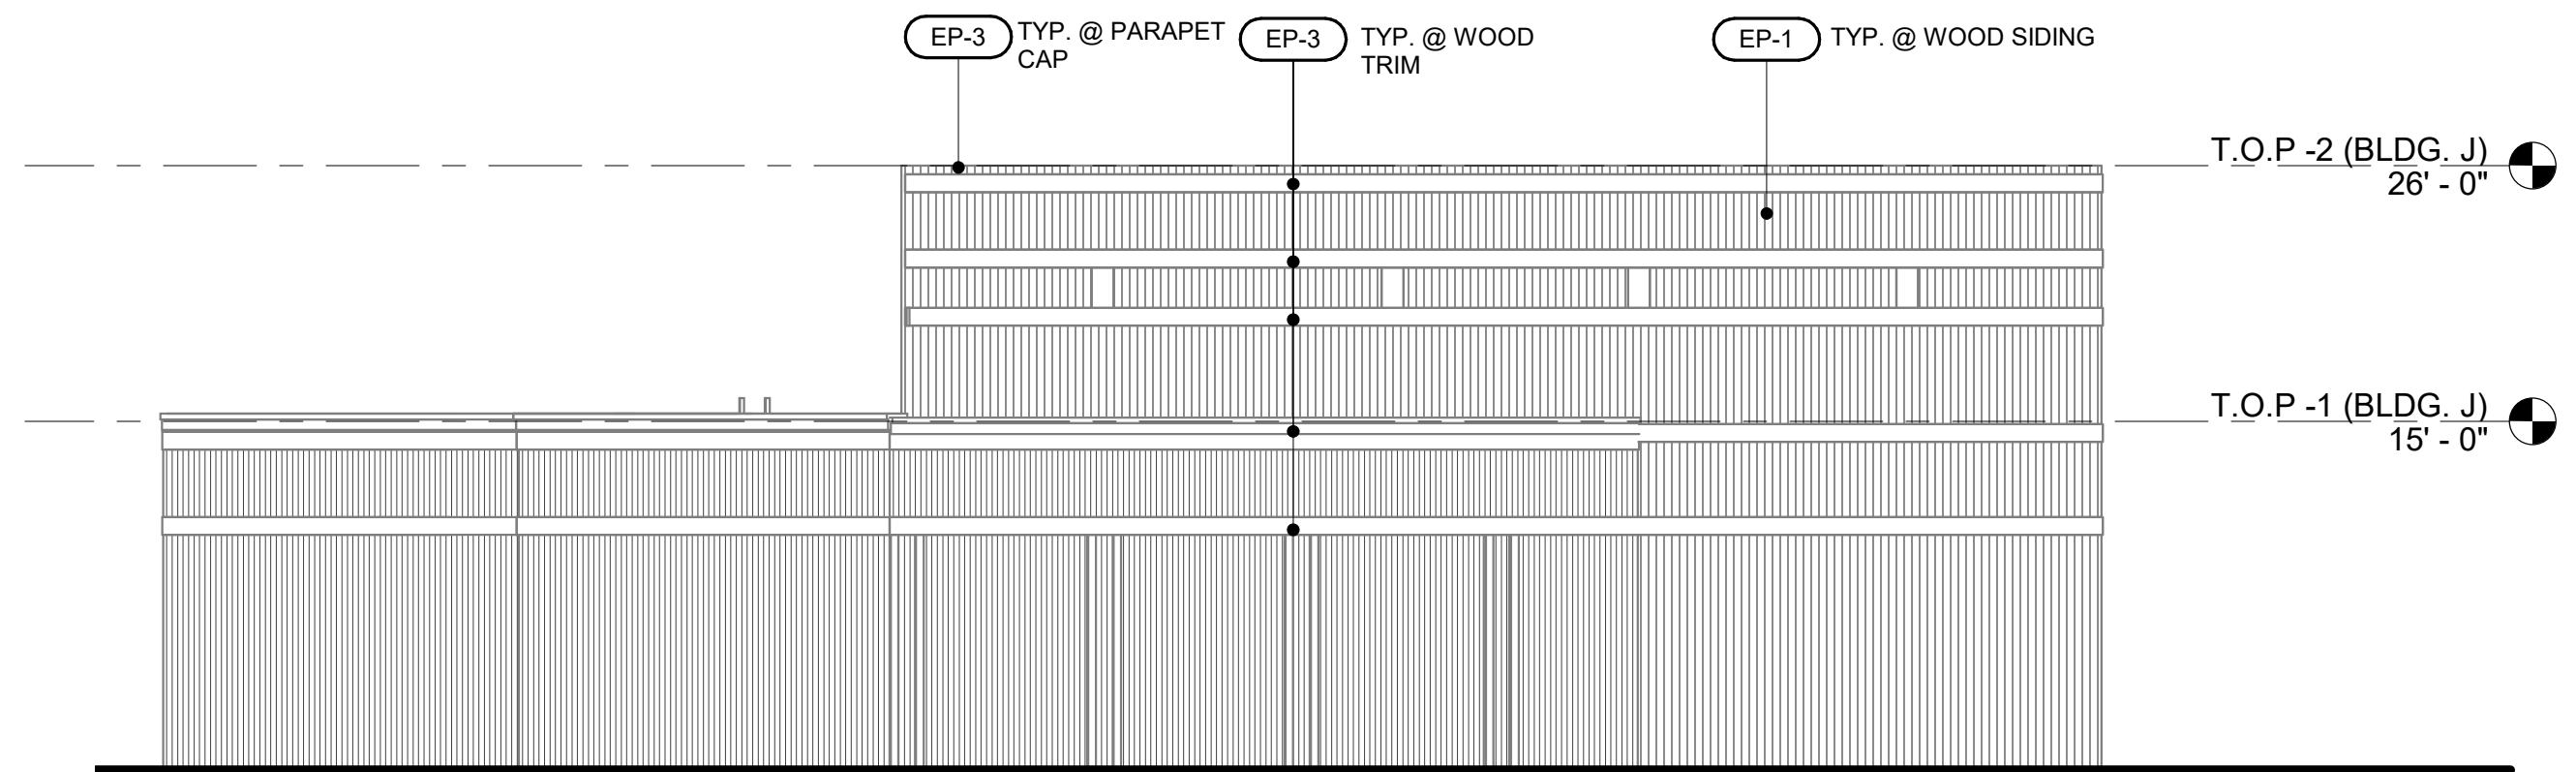 EP-3
TYP. @ PARAPET
CAP
EP-3
TYP. @ WOOD
TRIM
EP-1
TYP. @ WOOD SIDING
T.O.P -2 (BLDG. J)
26' - 0"
T.O.P -1 (BLDG. J)
15' - 0"